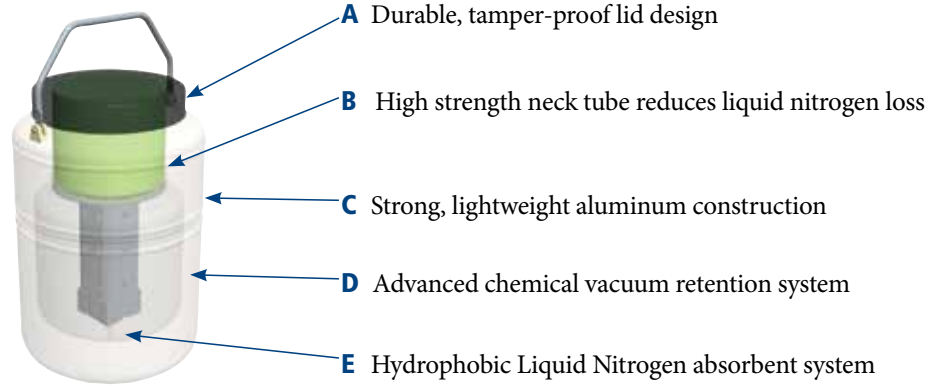 A Durable, tamper-proof lid design
B High strength neck tube reduces liquid nitrogen loss
C Strong, lightweight aluminum construction
D Advanced chemical vacuum retention system
E Hydrophobic Liquid Nitrogen absorbent system